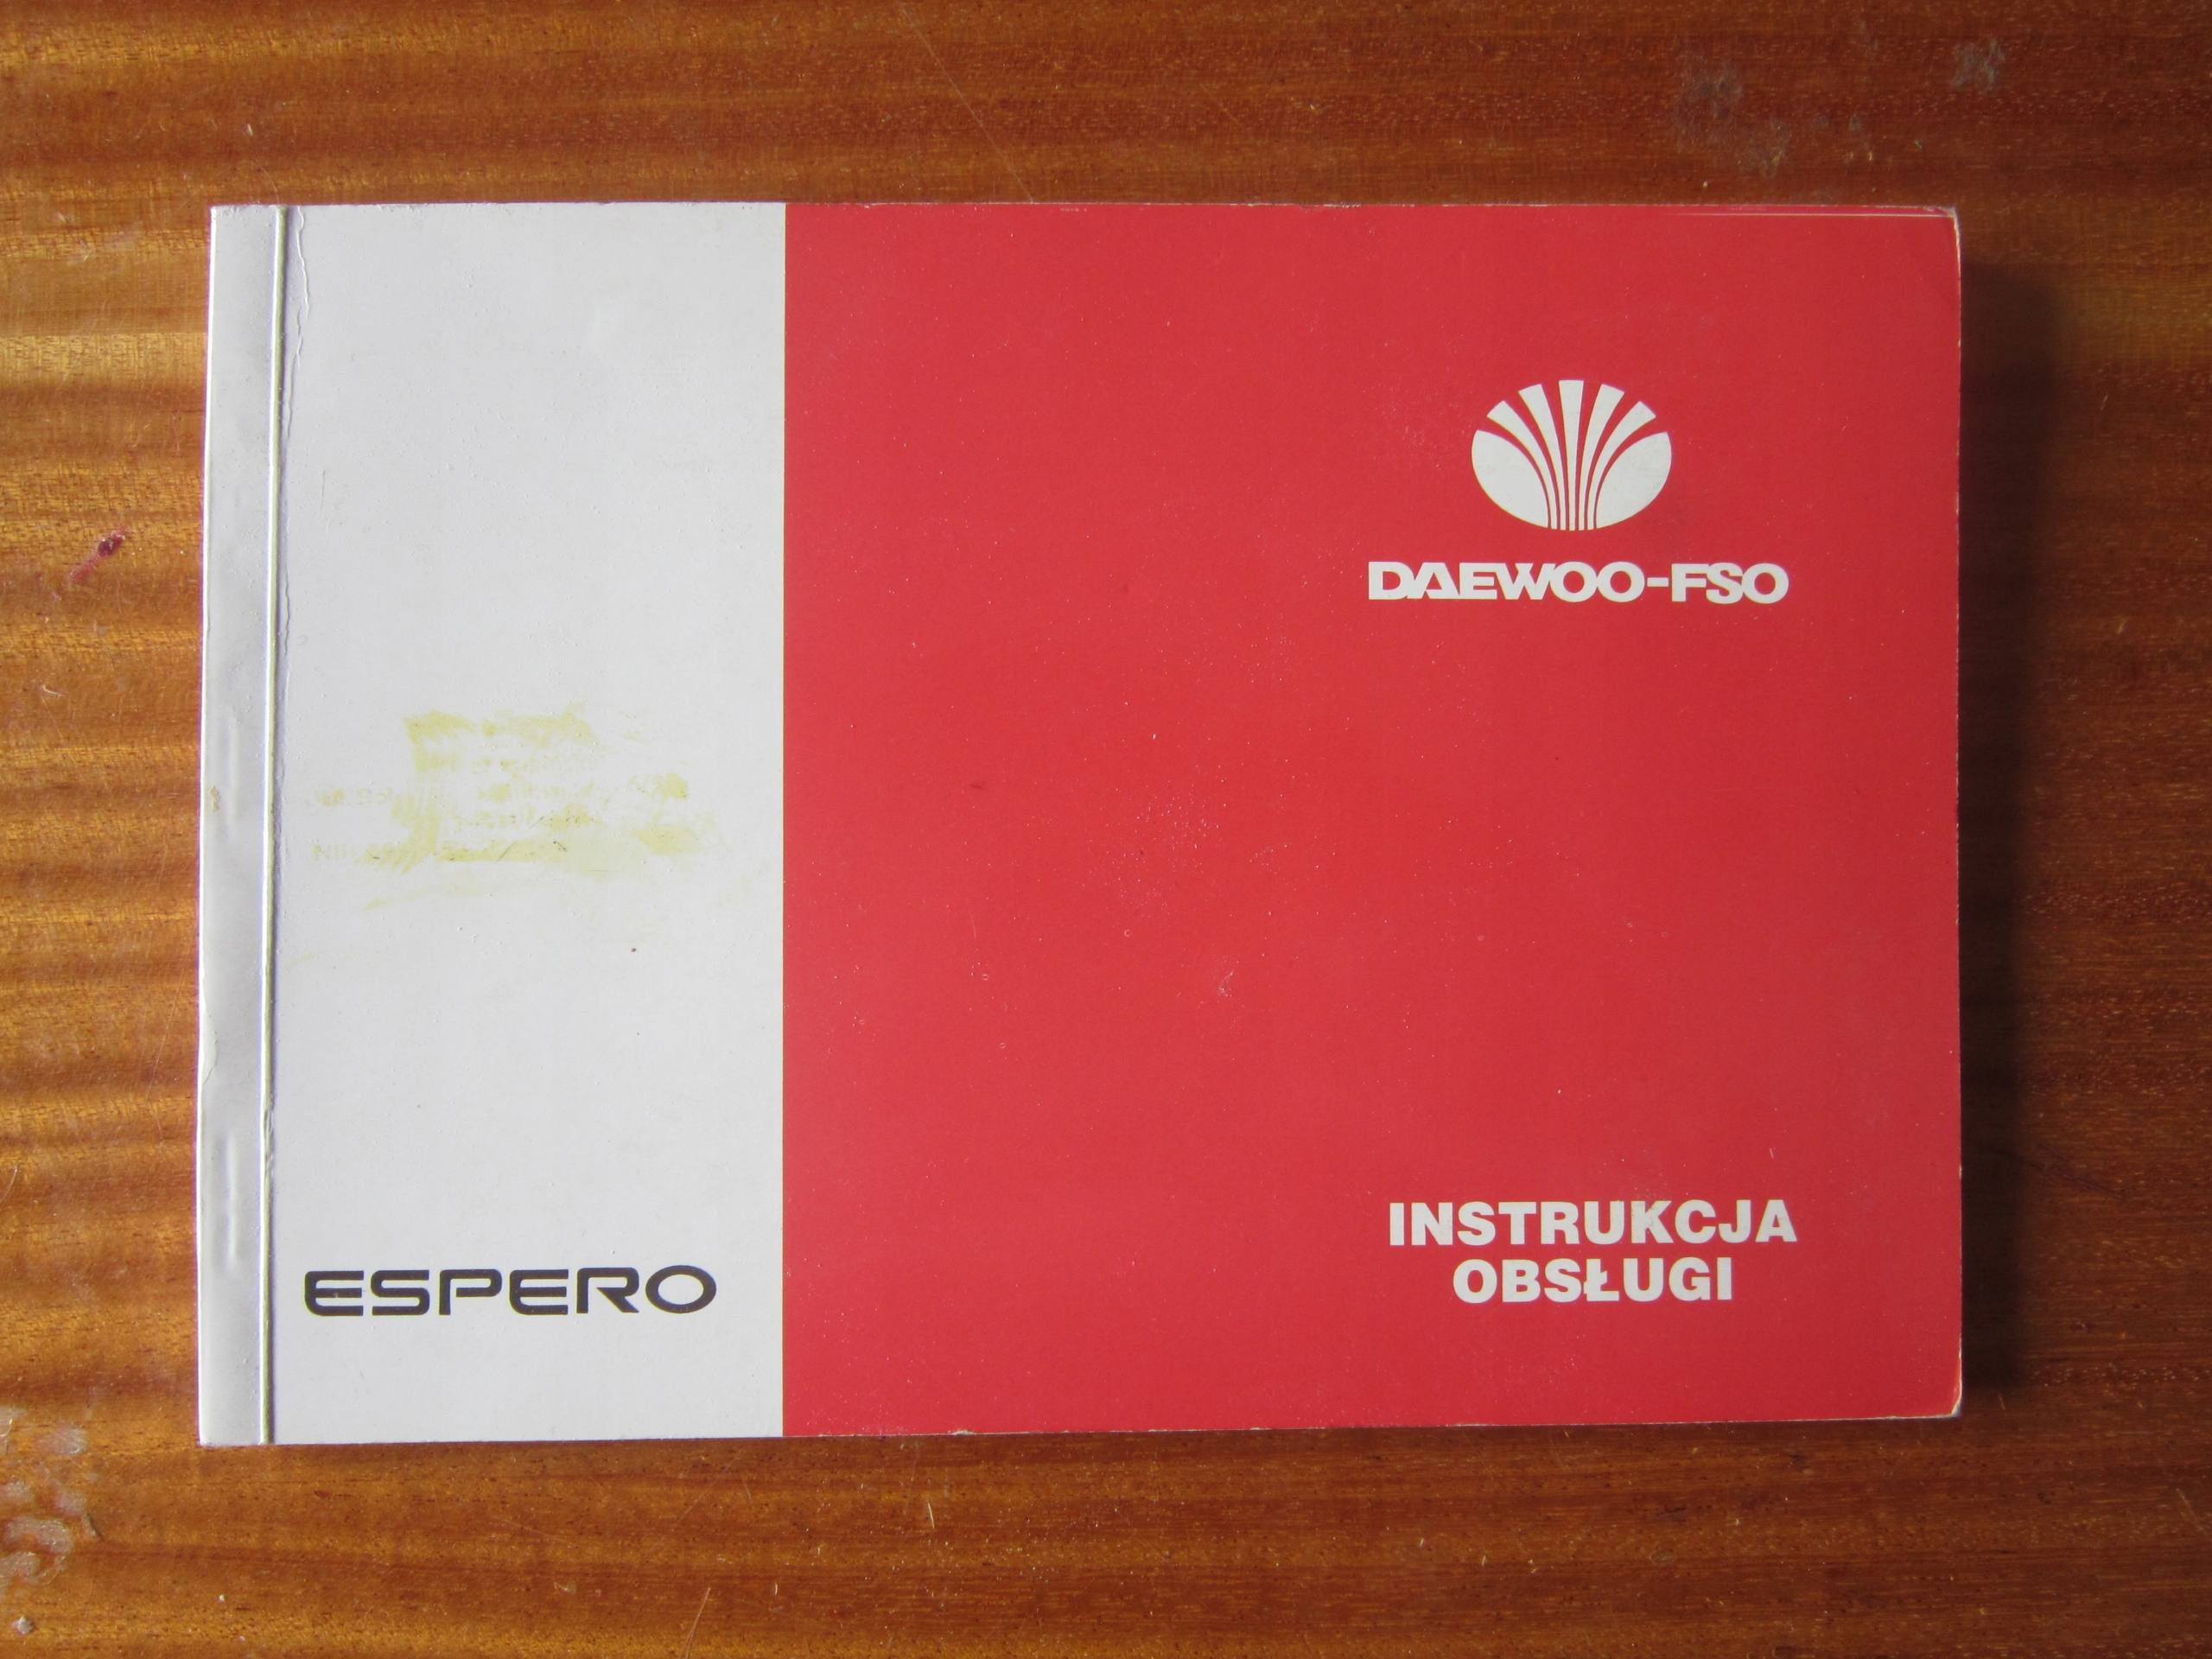 DAEWOO-FSO
INSTRUKCJA
OBSŁUGI
ESPERO